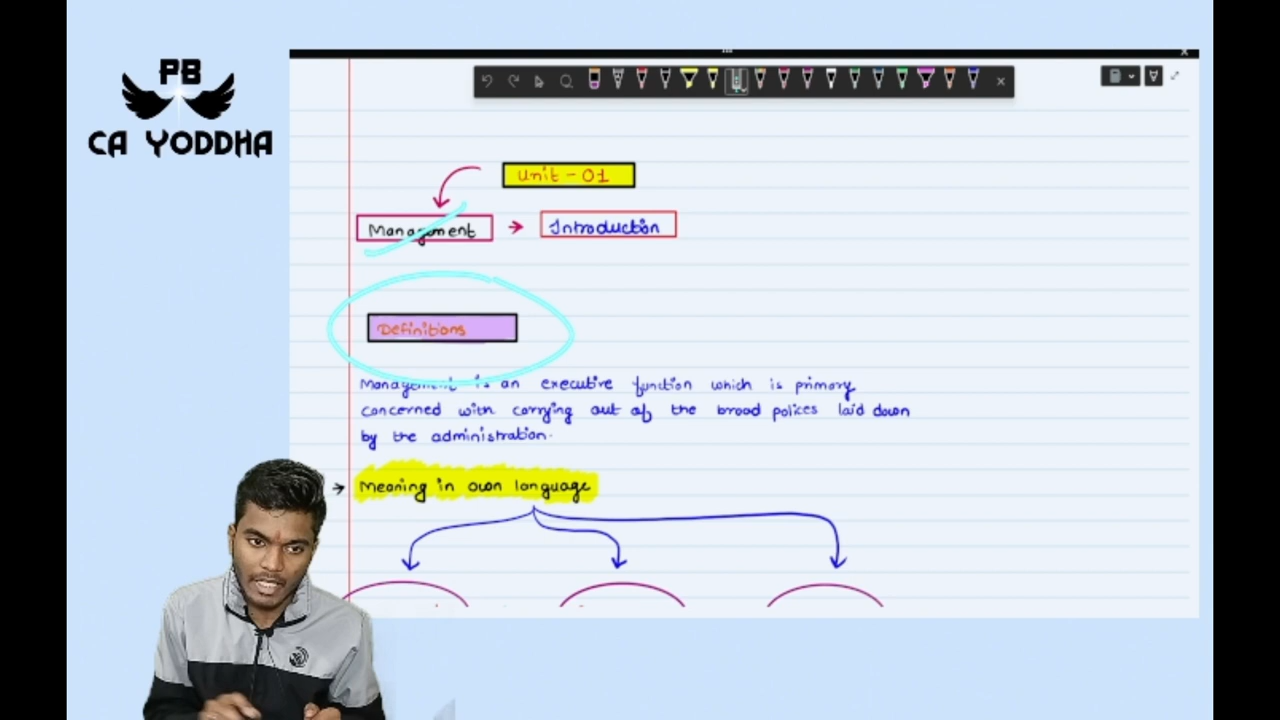 PB
CA YODDHA
Unit - 01
Management → Introduction
Definitions
Management is an executive function which is primary
concerned with carrying out of the broad polices laid down
by the administration.
→ Meaning in own language